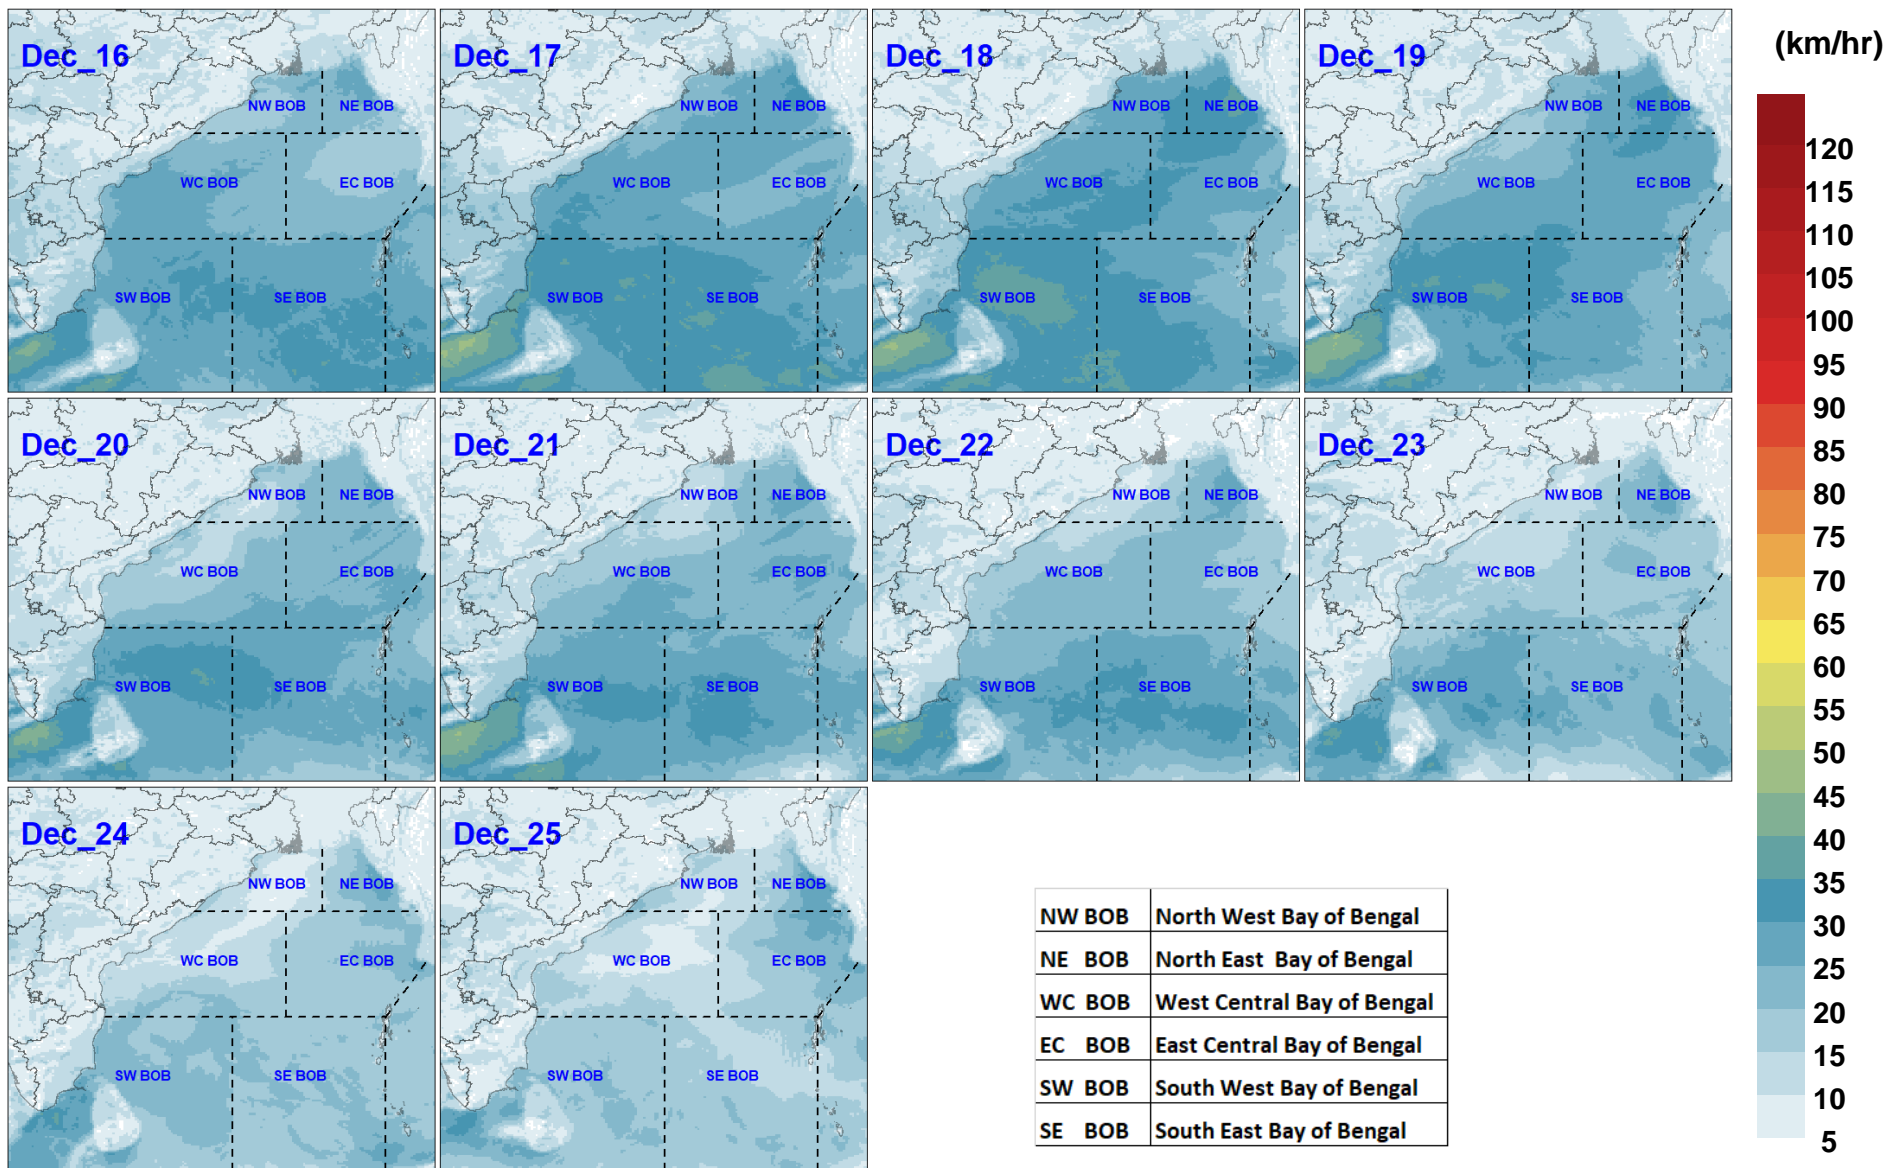 Dec_16
NW BOB
NE BOB
WC BOB
EC BOB
SW BOB
SE BOB
Dec_17
NW BOB
NE BOB
WC BOB
EC BOB
SW BOB
SE BOB
Dec_18
NW BOB
NE BOB
WC BOB
EC BOB
SW BOB
SE BOB
Dec_19
NW BOB
NE BOB
WC BOB
EC BOB
SW BOB
SE BOB
Dec_20
NW BOB
NE BOB
WC BOB
EC BOB
SW BOB
SE BOB
Dec_21
NW BOB
NE BOB
WC BOB
EC BOB
SW BOB
SE BOB
Dec_22
NW BOB
NE BOB
WC BOB
EC BOB
SW BOB
SE BOB
Dec_23
NW BOB
NE BOB
WC BOB
EC BOB
SW BOB
SE BOB
Dec_24
NW BOB
NE BOB
WC BOB
EC BOB
SW BOB
SE BOB
Dec_25
NW BOB
NE BOB
WC BOB
EC BOB
SW BOB
SE BOB
NW BOB North West Bay of Bengal
NE BOB North East Bay of Bengal
WC BOB West Central Bay of Bengal
EC BOB East Central Bay of Bengal
SW BOB South West Bay of Bengal
SE BOB South East Bay of Bengal
(km/hr)
120
115
110
105
100
95
90
85
80
75
70
65
60
55
50
45
40
35
30
25
20
15
10
5